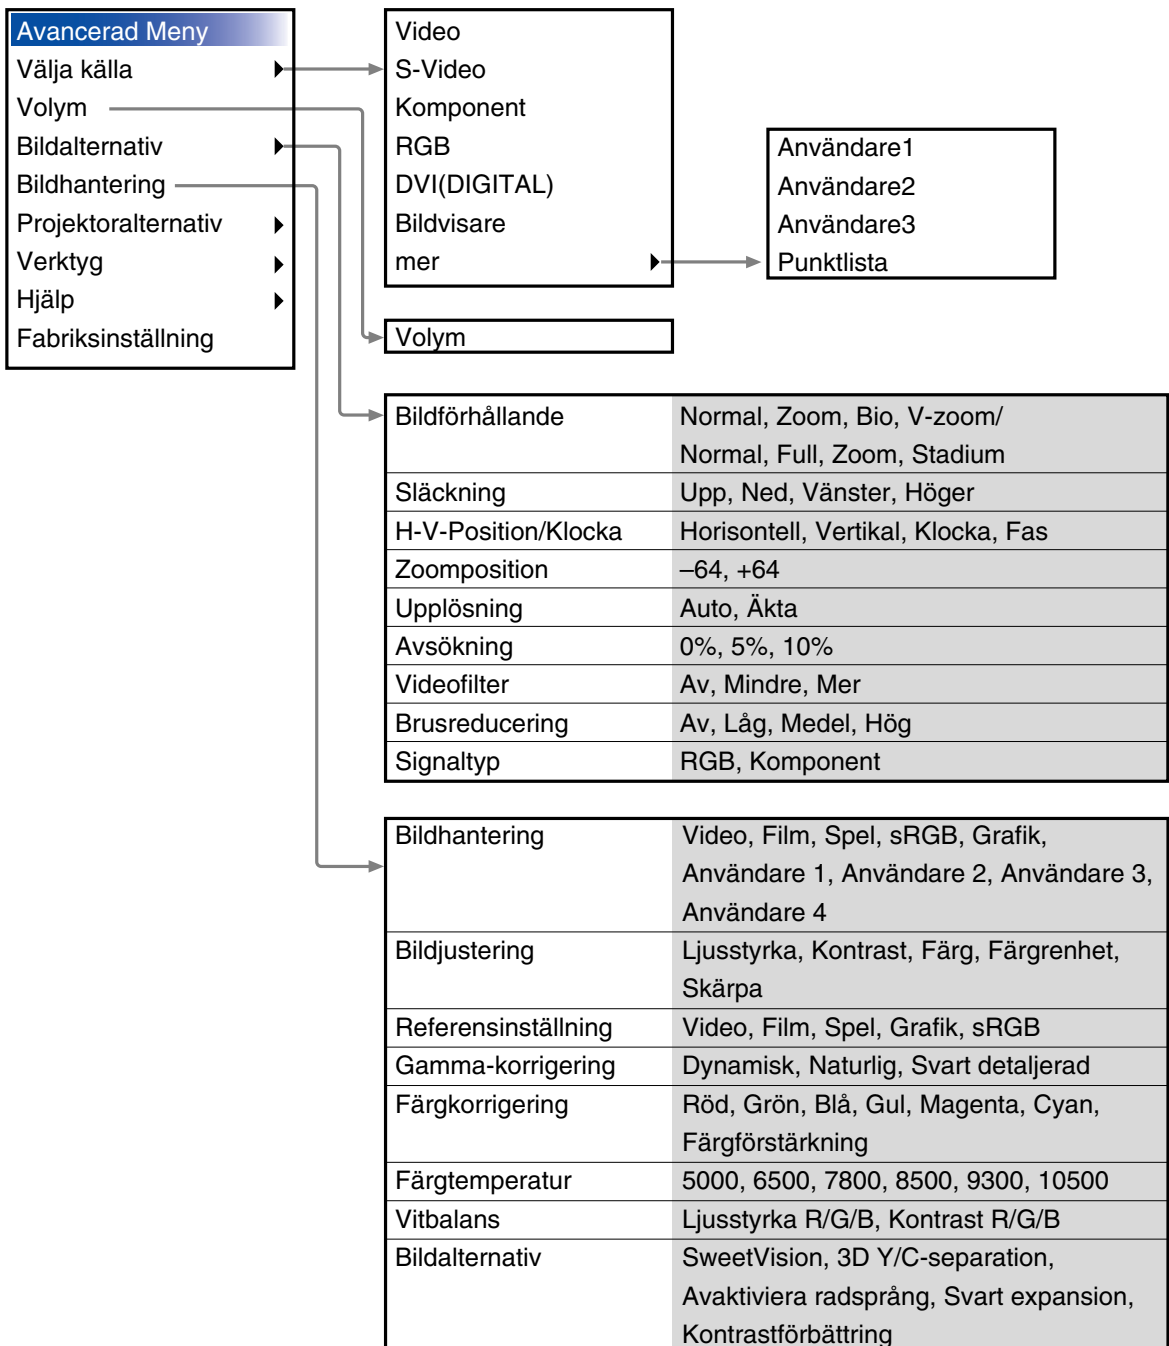 Avancerad Meny
Välja källa
Volym
Bildalternativ
Bildhantering
Projektoralternativ
Verktyg
Hjälp
Fabriksinställning
Video
S-Video
Komponent
RGB
DVI(DIGITAL)
Bildvisare
mer
Användare1
Användare2
Användare3
Punktlista
Volym
Bildförhållande Normal, Zoom, Bio, V-zoom/
Normal, Full, Zoom, Stadium
Släckning Upp, Ned, Vänster, Höger
H-V-Position/Klocka Horisontell, Vertikal, Klocka, Fas
Zoomposition –64, +64
Upplösning Auto, Äkta
Avsökning 0%, 5%, 10%
Videofilter Av, Mindre, Mer
Brusreducering Av, Låg, Medel, Hög
Signaltyp RGB, Komponent
Bildhantering Video, Film, Spel, sRGB, Grafik,
Användare 1, Användare 2, Användare 3,
Användare 4
Bildjustering Ljusstyrka, Kontrast, Färg, Färgrenhet,
Skärpa
Referensinställning Video, Film, Spel, Grafik, sRGB
Gamma-korrigering Dynamisk, Naturlig, Svart detaljerad
Färgkorrigering Röd, Grön, Blå, Gul, Magenta, Cyan,
Färgförstärkning
Färgtemperatur 5000, 6500, 7800, 8500, 9300, 10500
Vitbalans Ljusstyrka R/G/B, Kontrast R/G/B
Bildalternativ SweetVision, 3D Y/C-separation,
Avaktiviera radsprång, Svart expansion,
Kontrastförbättring